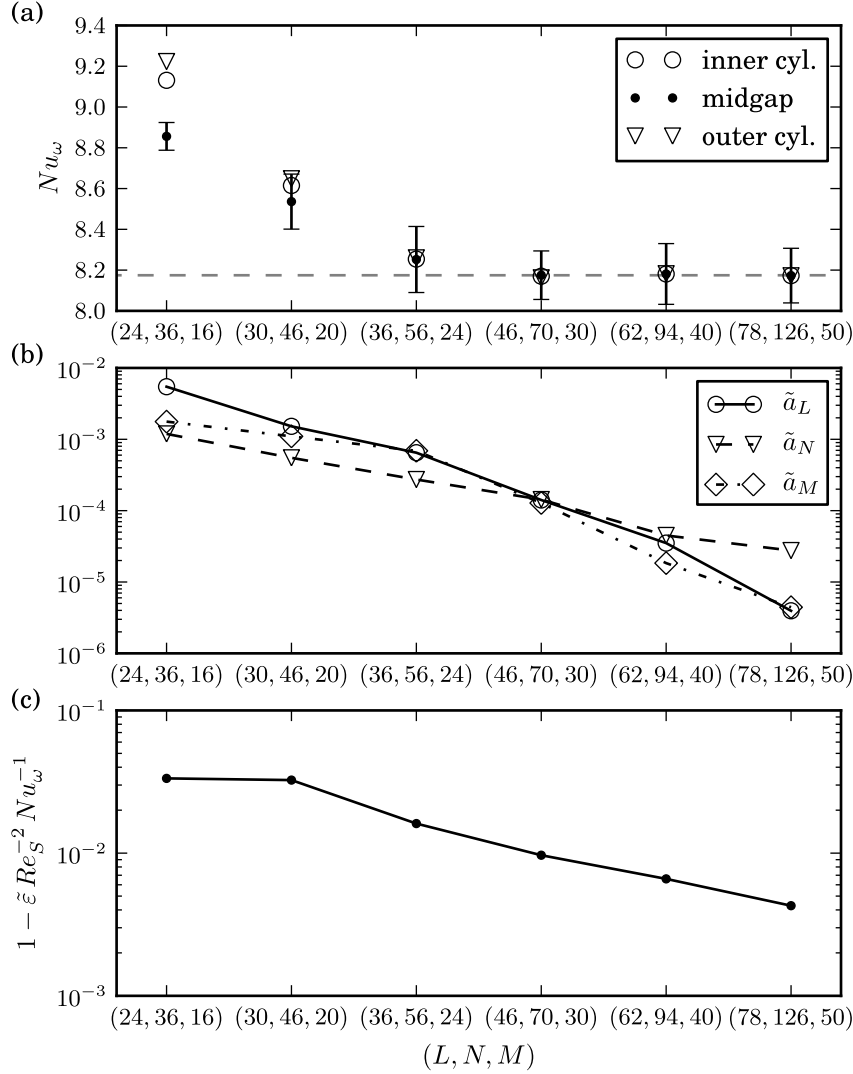 (a)
9.4
9.2
9.0
8.8
8.6
8.4
8.2
8.0
Nu_ω
inner cyl.
midgap
outer cyl.
(24, 36, 16) (30, 46, 20) (36, 56, 24) (46, 70, 30) (62, 94, 40) (78, 126, 50)
(b)
10⁻²
10⁻³
10⁻⁴
10⁻⁵
10⁻⁶
ã_L
ã_N
ã_M
(24, 36, 16) (30, 46, 20) (36, 56, 24) (46, 70, 30) (62, 94, 40) (78, 126, 50)
(c)
10⁻¹
10⁻²
10⁻³
1 − ε̃ Re_S⁻² Nu_ω⁻¹
(24, 36, 16) (30, 46, 20) (36, 56, 24) (46, 70, 30) (62, 94, 40) (78, 126, 50)
(L, N, M)